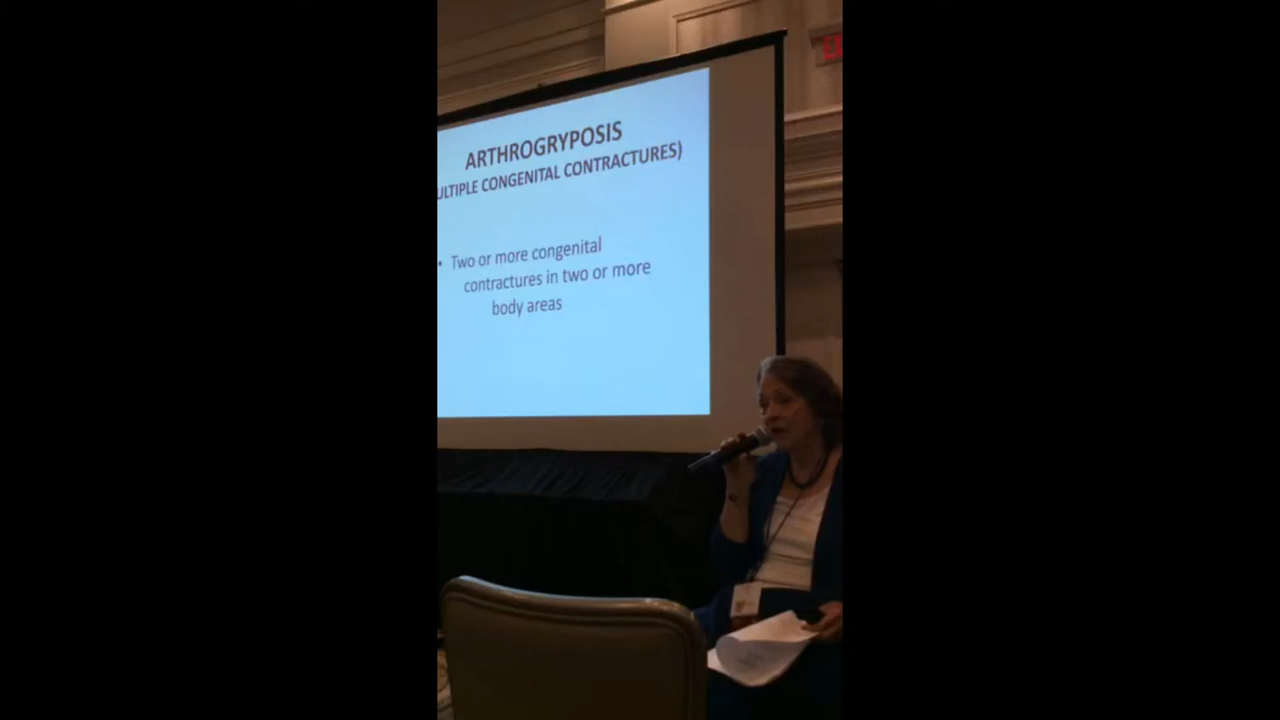 ARTHROGRYPOSIS
ULTIPLE CONGENITAL CONTRACTURES)
• Two or more congenital
contractures in two or more
body areas